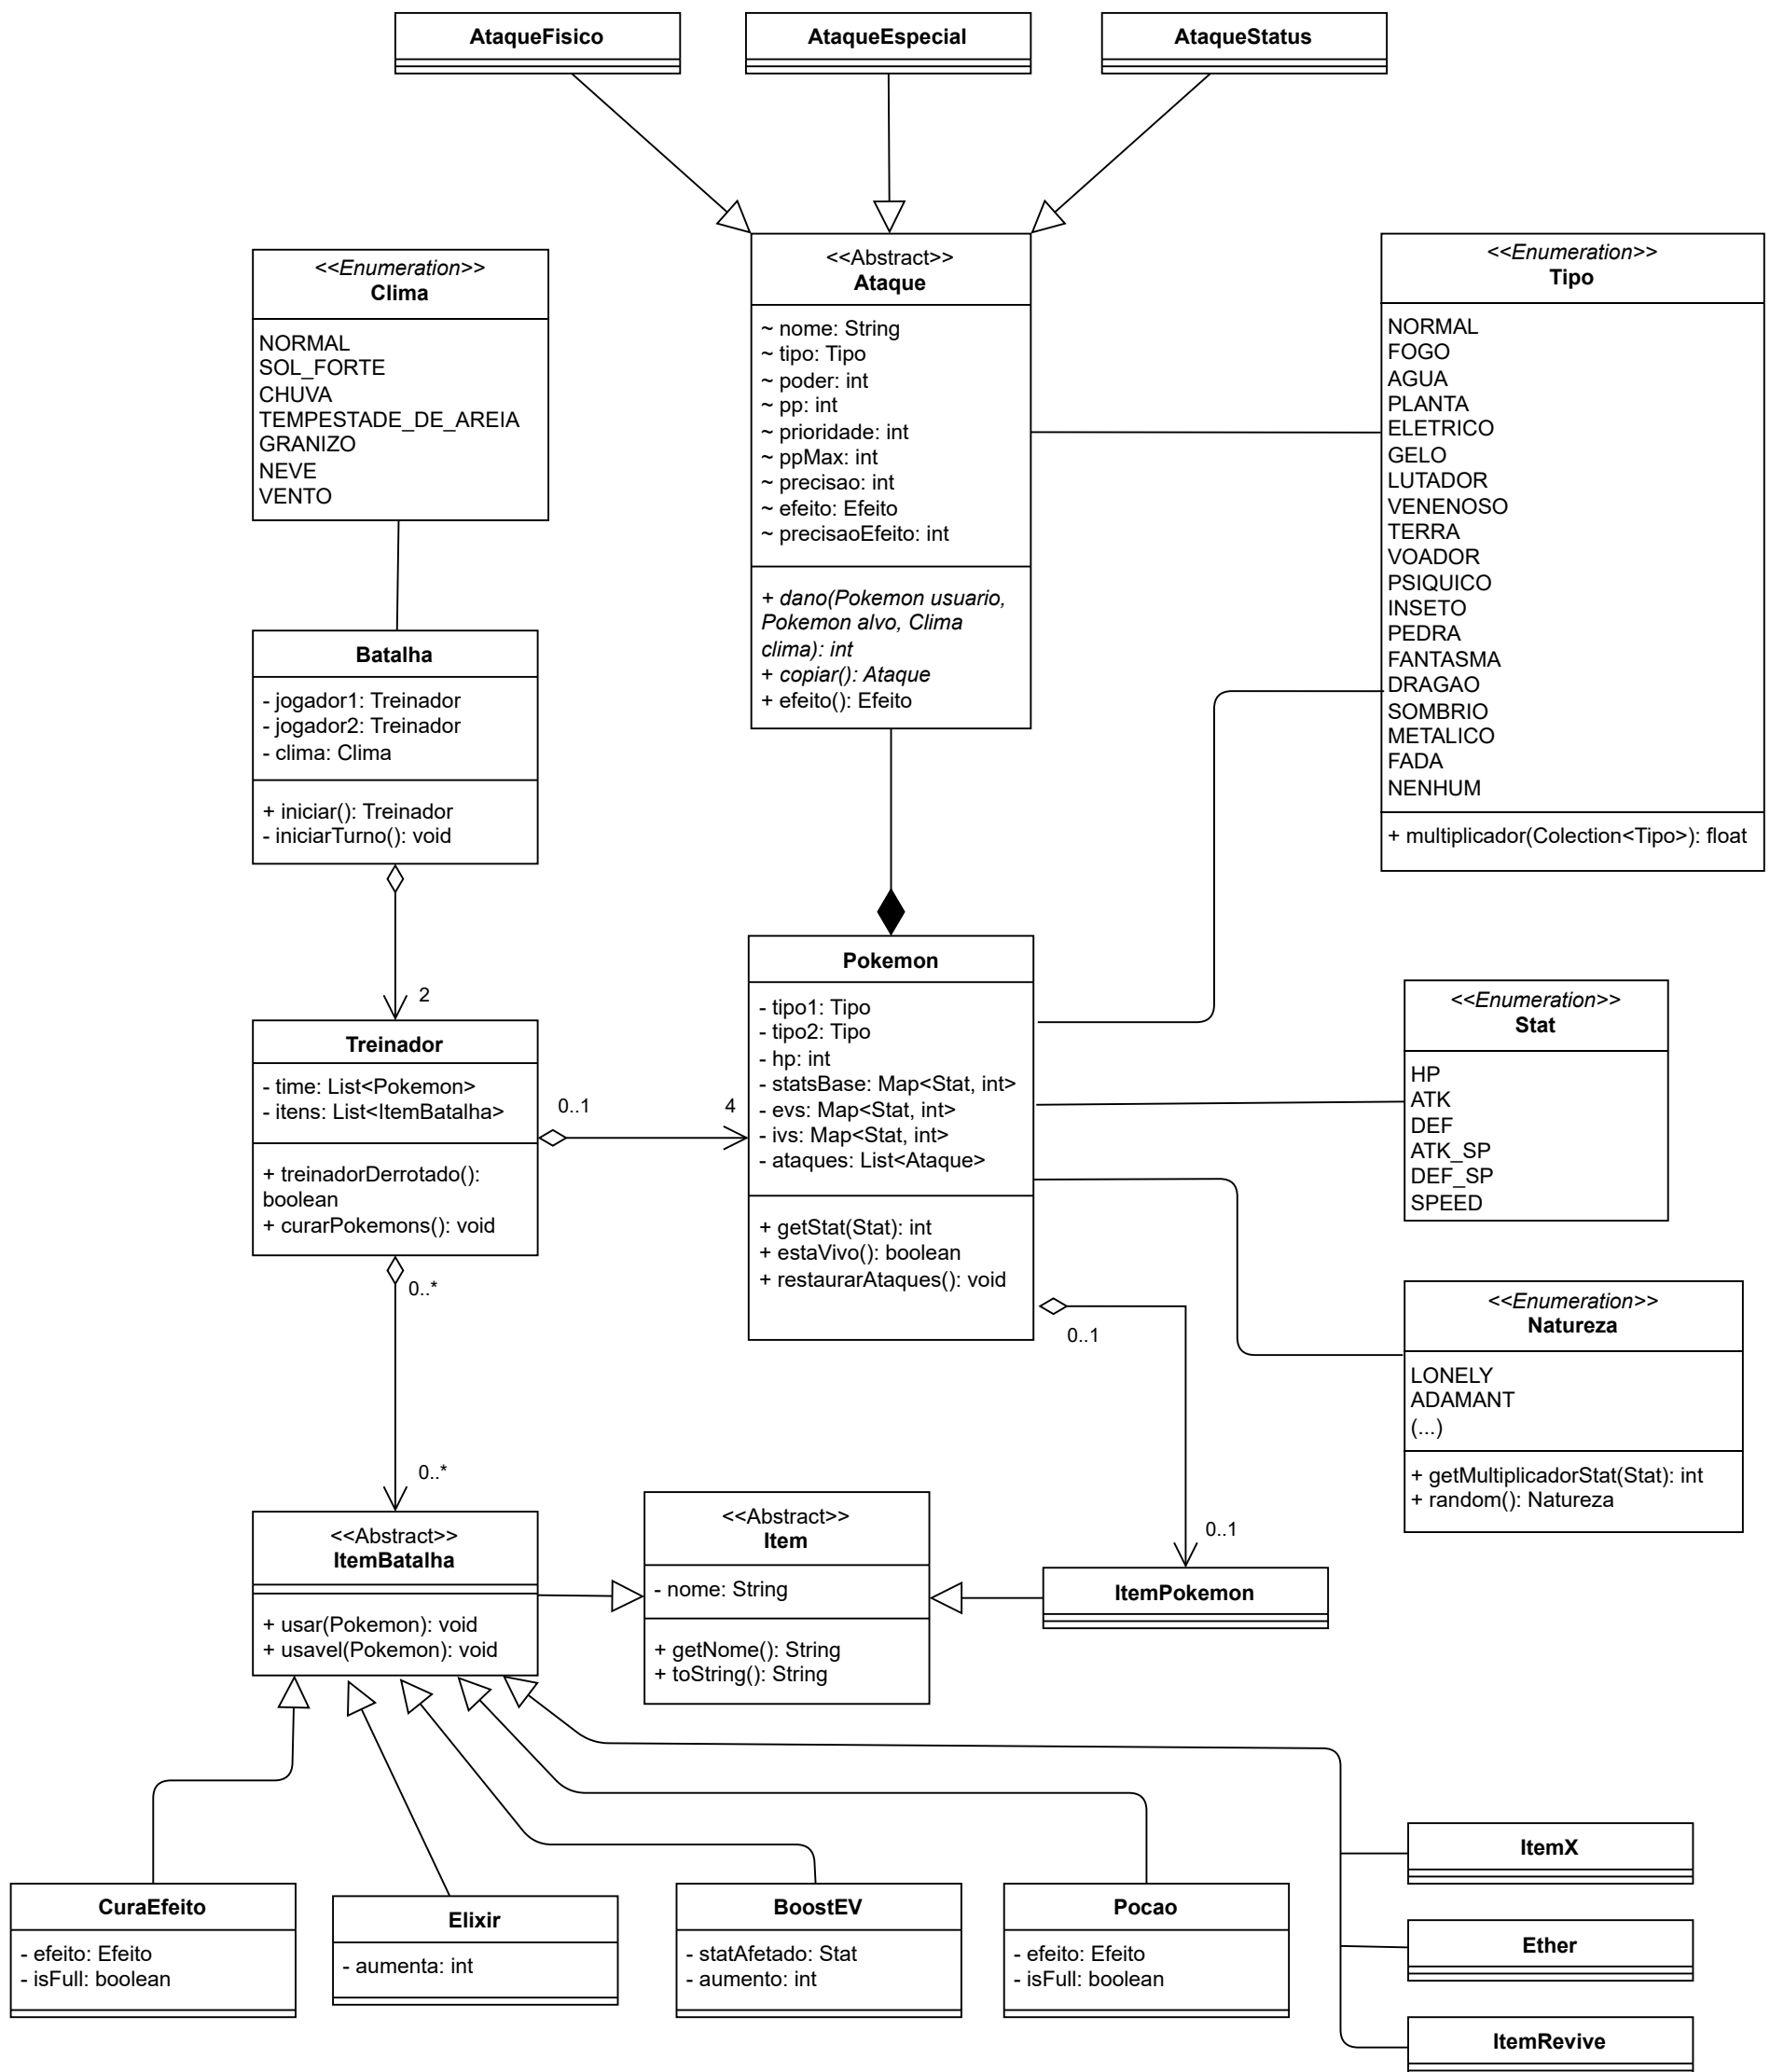 AtaqueFisico
AtaqueEspecial
AtaqueStatus
<<Enumeration>>
Clima
NORMAL
SOL_FORTE
CHUVA
TEMPESTADE_DE_AREIA
GRANIZO
NEVE
VENTO
<<Abstract>>
Ataque
~ nome: String
~ tipo: Tipo
~ poder: int
~ pp: int
~ prioridade: int
~ ppMax: int
~ precisao: int
~ efeito: Efeito
~ precisaoEfeito: int
+ dano(Pokemon usuario,
Pokemon alvo, Clima
clima): int
+ copiar(): Ataque
+ efeito(): Efeito
<<Enumeration>>
Tipo
NORMAL
FOGO
AGUA
PLANTA
ELETRICO
GELO
LUTADOR
VENENOSO
TERRA
VOADOR
PSIQUICO
INSETO
PEDRA
FANTASMA
DRAGAO
SOMBRIO
METALICO
FADA
NENHUM
+ multiplicador(Colection<Tipo>): float
Batalha
- jogador1: Treinador
- jogador2: Treinador
- clima: Clima
+ iniciar(): Treinador
- iniciarTurno(): void
2
Treinador
- time: List<Pokemon>
- itens: List<ItemBatalha>
+ treinadorDerrotado():
boolean
+ curarPokemons(): void
0..1
4
Pokemon
- tipo1: Tipo
- tipo2: Tipo
- hp: int
- statsBase: Map<Stat, int>
- evs: Map<Stat, int>
- ivs: Map<Stat, int>
- ataques: List<Ataque>
+ getStat(Stat): int
+ estaVivo(): boolean
+ restaurarAtaques(): void
<<Enumeration>>
Stat
HP
ATK
DEF
ATK_SP
DEF_SP
SPEED
<<Enumeration>>
Natureza
LONELY
ADAMANT
(...)
+ getMultiplicadorStat(Stat): int
+ random(): Natureza
0..*
0..1
0..*
0..1
<<Abstract>>
ItemBatalha
+ usar(Pokemon): void
+ usavel(Pokemon): void
<<Abstract>>
Item
- nome: String
+ getNome(): String
+ toString(): String
ItemPokemon
CuraEfeito
- efeito: Efeito
- isFull: boolean
Elixir
- aumenta: int
BoostEV
- statAfetado: Stat
- aumento: int
Pocao
- efeito: Efeito
- isFull: boolean
ItemX
Ether
ItemRevive